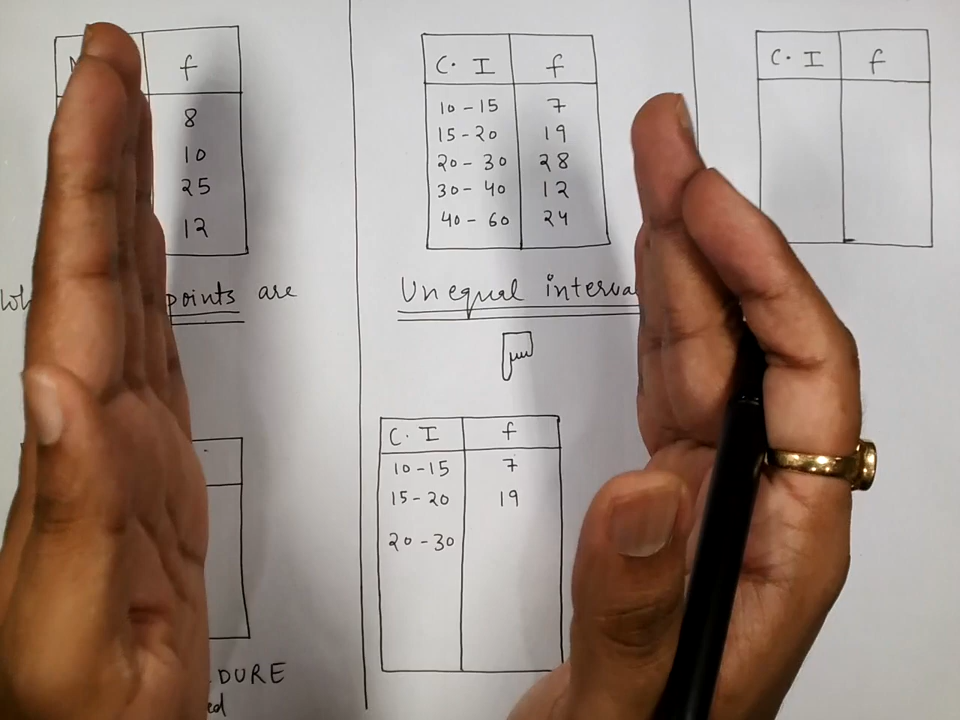 f
8
10
25
12
points are
DURE
C. I f
10-15 7
15-20 19
20-30 28
30-40 12
40-60 24
Unequal interva
C. I f
10-15 7
15-20 19
20-30
C. I f